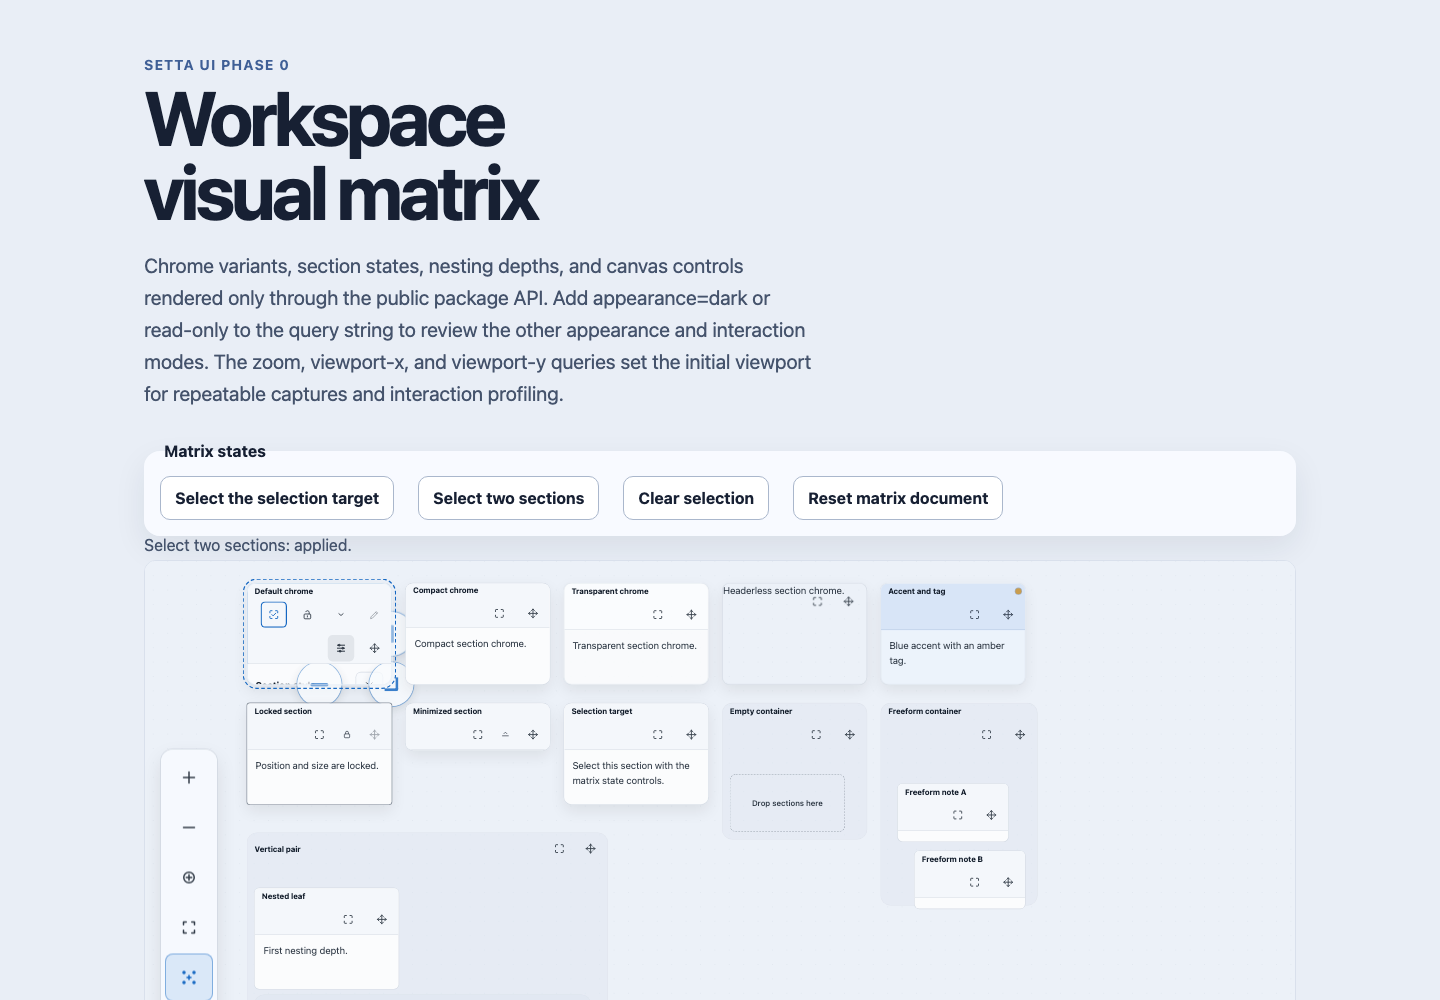 SETTA UI PHASE 0
Workspace
visual matrix
Chrome variants, section states, nesting depths, and canvas controls
rendered only through the public package API. Add appearance=dark or
read-only to the query string to review the other appearance and interaction
modes. The zoom, viewport-x, and viewport-y queries set the initial viewport
for repeatable captures and interaction profiling.
Matrix states
Select the selection target
Select two sections
Clear selection
Reset matrix document
Select two sections: applied.
Default chrome
Compact chrome
Compact section chrome.
Transparent chrome
Transparent section chrome.
Headerless section chrome.
Accent and tag
Blue accent with an amber
tag.
Locked section
Position and size are locked.
Minimized section
Selection target
Select this section with the
matrix state controls.
Empty container
Drop sections here
Freeform container
Freeform note A
Freeform note B
Vertical pair
Nested leaf
First nesting depth.